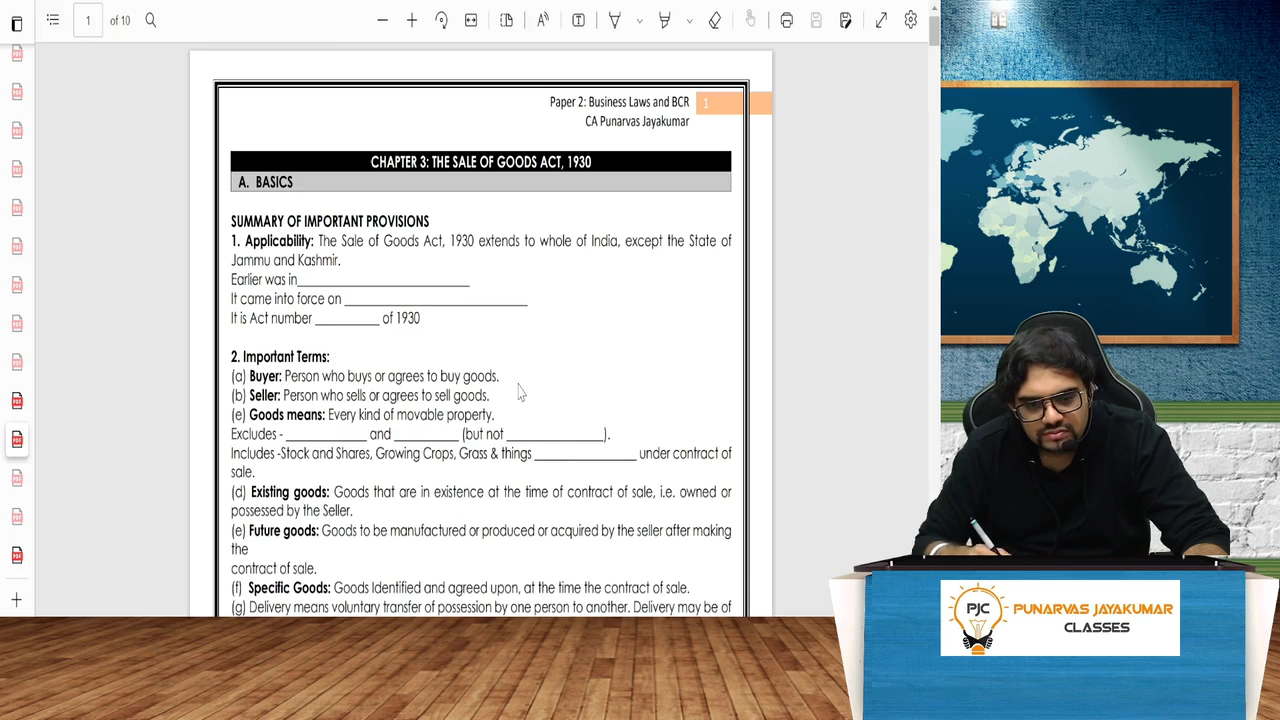 1 of 10
Paper 2: Business Laws and BCR 1
CA Punarvas Jayakumar
CHAPTER 3: THE SALE OF GOODS ACT, 1930
A. BASICS
SUMMARY OF IMPORTANT PROVISIONS
1. Applicability: The Sale of Goods Act, 1930 extends to whole of India, except the State of
Jammu and Kashmir.
Earlier was in__________________________
It came into force on ___________________________
It is Act number __________ of 1930
2. Important Terms:
(a) Buyer: Person who buys or agrees to buy goods.
(b) Seller: Person who sells or agrees to sell goods.
(e) Goods means: Every kind of movable property.
Excludes - ____________ and __________ (but not _______________).
Includes -Stock and Shares, Growing Crops, Grass & things ________________ under contract of
sale.
(d) Existing goods: Goods that are in existence at the time of contract of sale, i.e. owned or
possessed by the Seller.
(e) Future goods: Goods to be manufactured or produced or acquired by the seller after making
the
contract of sale.
(f) Specific Goods: Goods Identified and agreed upon, at the time the contract of sale.
(g) Delivery means voluntary transfer of possession by one person to another. Delivery may be of
PJC PUNARVAS JAYAKUMAR
CLASSES